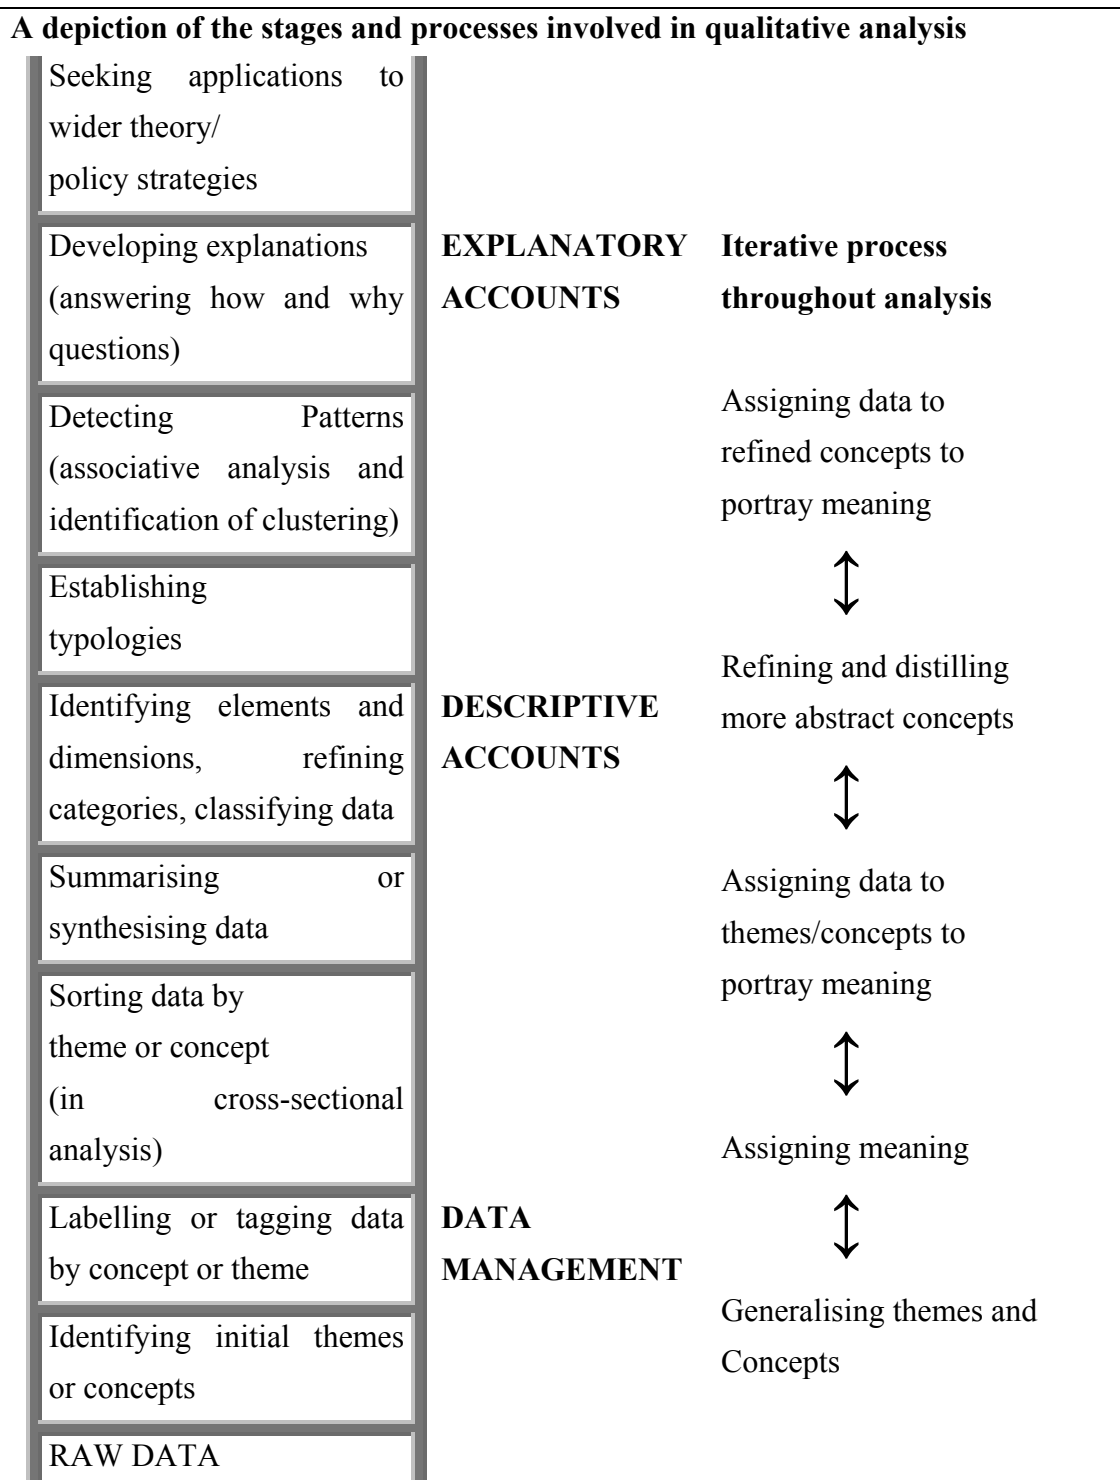 A depiction of the stages and processes involved in qualitative analysis
Seeking applications to
wider theory/
policy strategies
Developing explanations
(answering how and why
questions)
Detecting Patterns
(associative analysis and
identification of clustering)
Establishing
typologies
Identifying elements and
dimensions, refining
categories, classifying data
Summarising or
synthesising data
Sorting data by
theme or concept
(in cross-sectional
analysis)
Labelling or tagging data
by concept or theme
Identifying initial themes
or concepts
RAW DATA
EXPLANATORY
ACCOUNTS
DESCRIPTIVE
ACCOUNTS
DATA
MANAGEMENT
Iterative process
throughout analysis
Assigning data to
refined concepts to
portray meaning
Refining and distilling
more abstract concepts
Assigning data to
themes/concepts to
portray meaning
Assigning meaning
Generalising themes and
Concepts